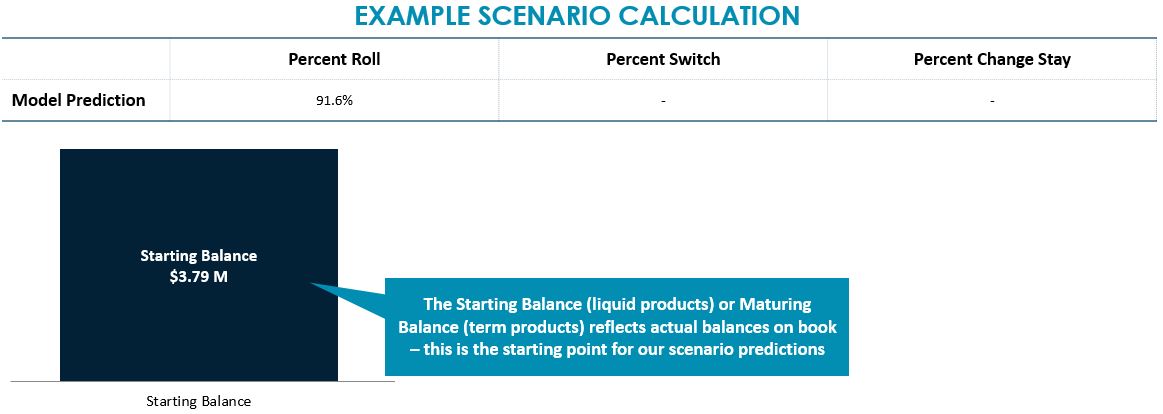 EXAMPLE SCENARIO CALCULATION
Percent Roll Percent Switch Percent Change Stay
Model Prediction 91.6% - -
Starting Balance
$3.79 M
The Starting Balance (liquid products) or Maturing
Balance (term products) reflects actual balances on book
– this is the starting point for our scenario predictions
Starting Balance